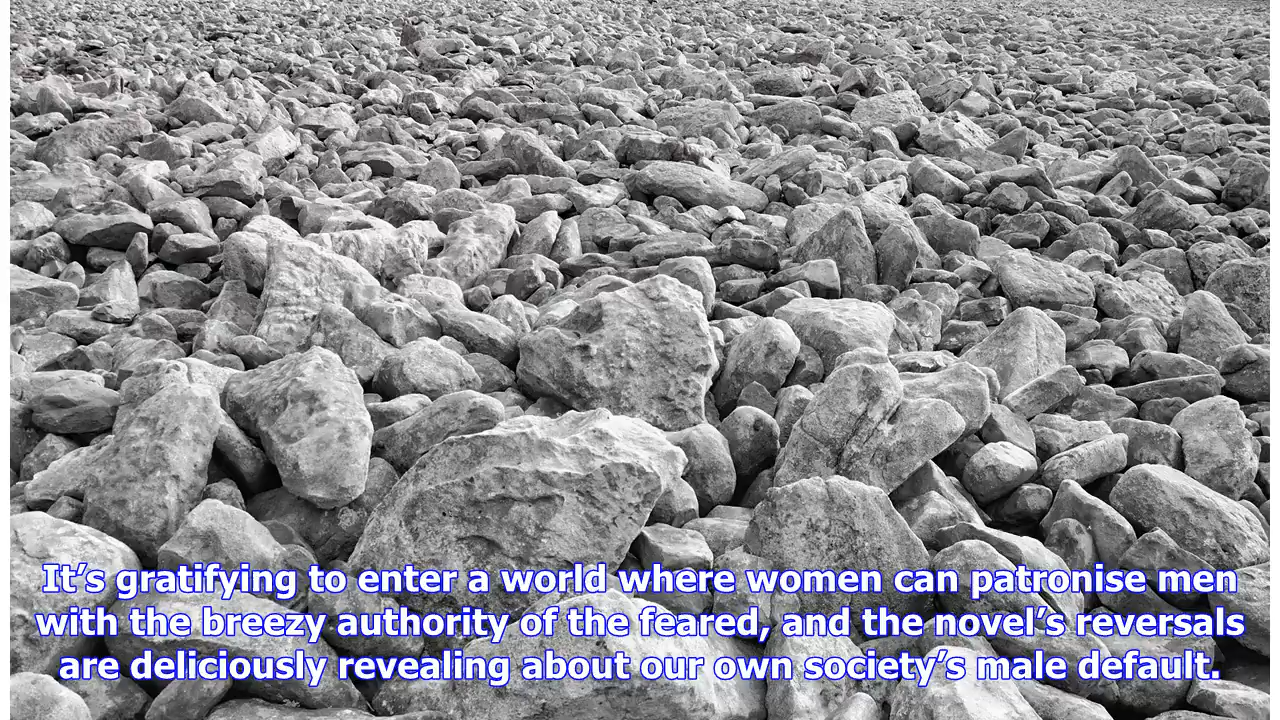 It’s gratifying to enter a world where women can patronise men
with the breezy authority of the feared, and the novel’s reversals
are deliciously revealing about our own society’s male default.